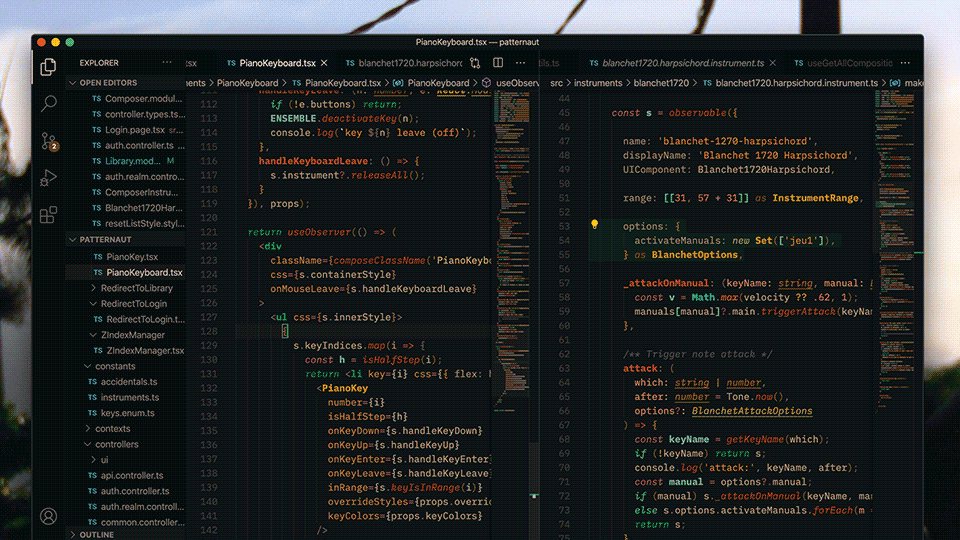 PianoKeyboard.tsx — patternaut
EXPLORER
OPEN EDITORS
TS Composer.modul...
TS controller.types.ts...
TS Login.page.tsx sr...
TS auth.controller.ts ...
TS Library.mod... M
TS auth.realm.control...
TS ComposerInstru...
TS Blanchet1720Har...
TS resetListStyle.styl...
PATTERNAUT
TS PianoKey.tsx
TS PianoKeyboard.tsx
RedirectToLibrary
RedirectToLogin
TS RedirectToLogin.t...
ZIndexManager
TS ZIndexManager.tsx
constants
TS accidentals.ts
TS instruments.ts
TS keys.enum.ts
contexts
controllers
ui
TS api.controller.ts
TS auth.controller.ts
TS auth.realm.contro...
TS common.controller...
OUTLINE
2
.tsx
TS PianoKeyboard.tsx
TS blanchet1720.harpsichord
nents > PianoKeyboard > TS PianoKeyboard.tsx > PianoKeyboard > useObserv
112 if (!e.buttons) return;
113 ENSEMBLE.deactivateKey(n);
114 console.log(`key ${n} leave (off)`);
115 },
116 handleKeyboardLeave: () => {
117 s.instrument?.releaseAll();
118 }
119 }), props);
120
121 return useObserver(() => (
122 <div
123 className={composeClassName('PianoKeybo
124 css={s.containerStyle}
125 onMouseLeave={s.handleKeyboardLeave}
126 >
127 <ul css={s.innerStyle}>
128 {
129 s.keyIndices.map(i => {
130 const h = isHalfStep(i);
131 return <li key={i} css={{ flex: h
132 <PianoKey
133 number={i}
134 isHalfStep={h}
135 onKeyDown={s.handleKeyDown}
136 onKeyUp={s.handleKeyUp}
137 onKeyEnter={s.handleKeyEnter}
138 onKeyLeave={s.handleKeyLeave}
139 inRange={s.keyIsInRange(i)}
140 overrideStyles={props.overri
141 keyColors={props.keyColors}
142 />
tils.ts
TS blanchet1720.harpsichord.instrument.ts
TS useGetAllCompositic
src > instruments > blanchet1720 > TS blanchet1720.harpsichord.instrument.ts > make
44
45 const s = observable({
46
47 name: 'blanchet-1270-harpsichord',
48 displayName: 'Blanchet 1720 Harpsichord',
49 UIComponent: Blanchet1720Harpsichord,
50
51 range: [[31, 57 + 31]] as InstrumentRange,
52
53 options: {
54 activateManuals: new Set(['jeu1']),
55 } as BlanchetOptions,
56
57 _attackOnManual: (keyName: string, manual:
58 const v = Math.max(velocity ?? .62, 1);
59 manuals[manual]?.main.triggerAttack(keyNam
60 },
61
62 /** Trigger note attack */
63 attack: (
64 which: string | number,
65 after: number = Tone.now(),
66 options?: BlanchetAttackOptions
67 ) => {
68 const keyName = getKeyName(which);
69 if (!keyName) return s;
70 console.log('attack:', keyName, after);
71 const manual = options?.manual;
72 if (manual) s._attackOnManual(keyName, man
73 else s.options.activateManuals.forEach(m =
74 return s;
75 }